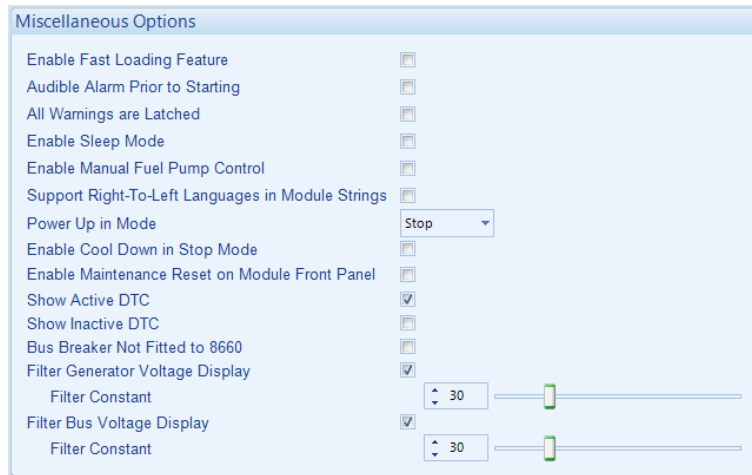 Miscellaneous Options
Enable Fast Loading Feature
Audible Alarm Prior to Starting
All Warnings are Latched
Enable Sleep Mode
Enable Manual Fuel Pump Control
Support Right-To-Left Languages in Module Strings
Power Up in Mode Stop
Enable Cool Down in Stop Mode
Enable Maintenance Reset on Module Front Panel
Show Active DTC
Show Inactive DTC
Bus Breaker Not Fitted to 8660
Filter Generator Voltage Display
Filter Constant 30
Filter Bus Voltage Display
Filter Constant 30